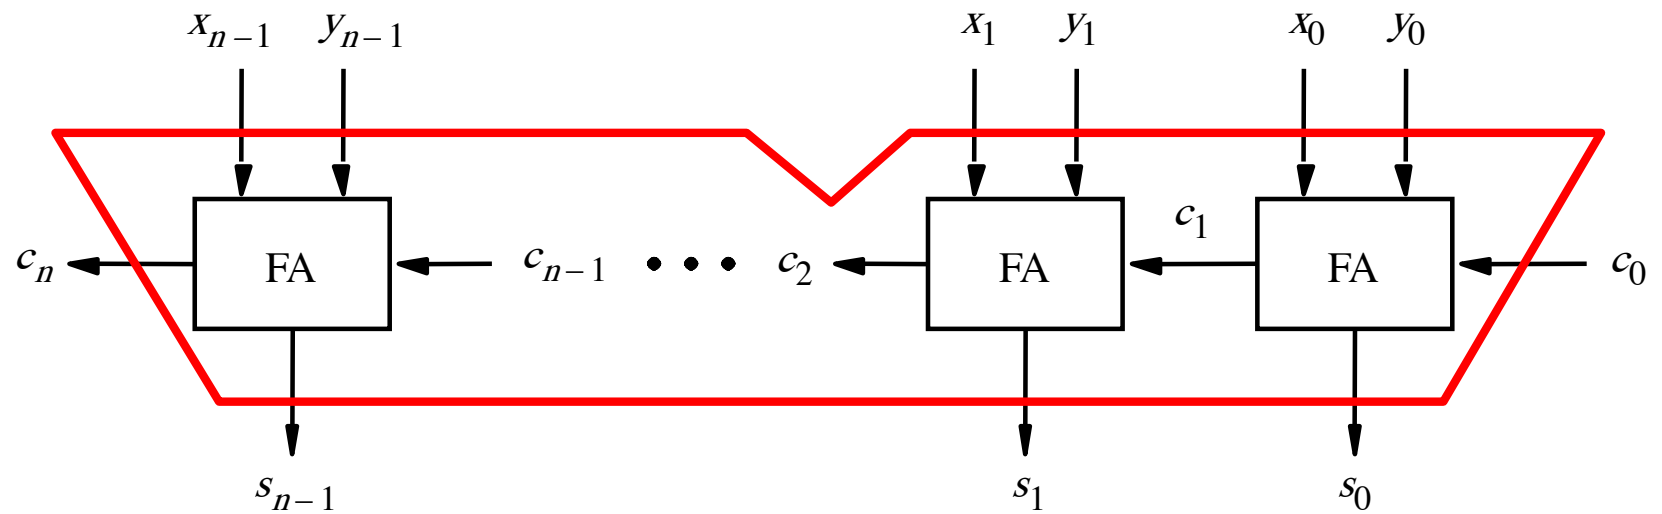 x_{n−1} y_{n−1} x_1 y_1 x_0 y_0
c_1
c_n FA c_{n−1} • • • c_2 FA FA c_0
s_{n−1} s_1 s_0